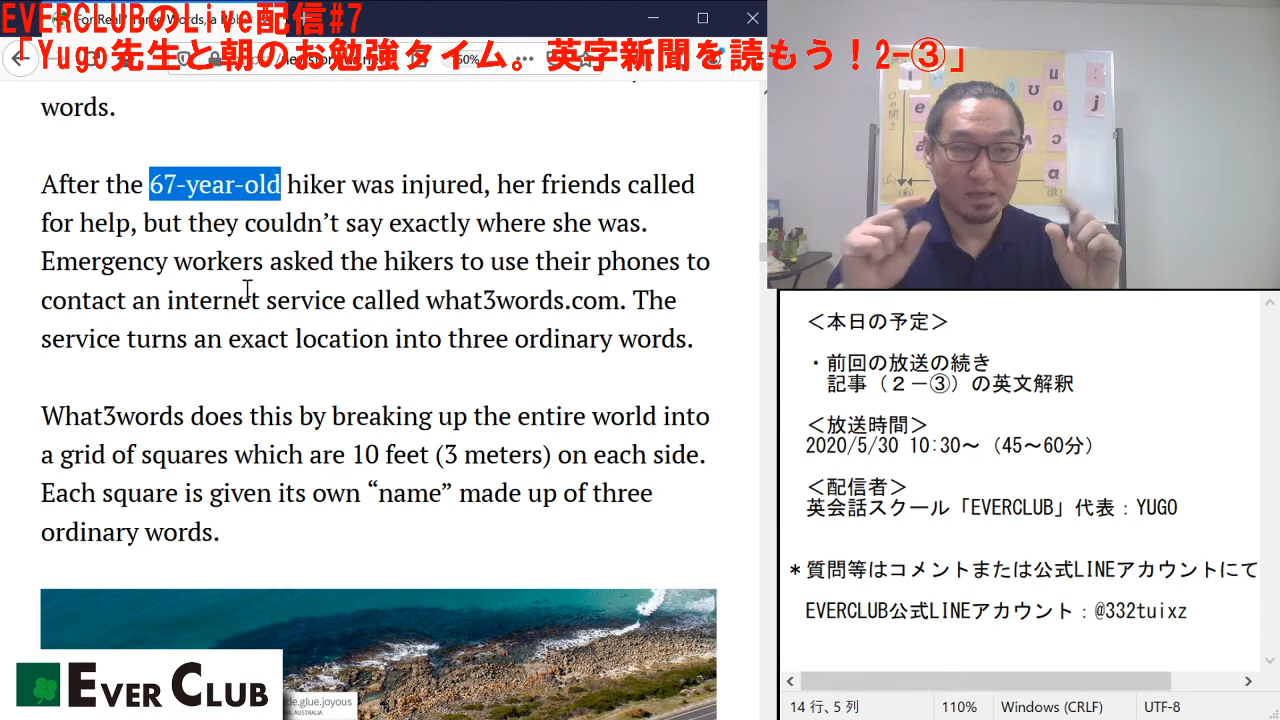 EVERCLUBのLive配信#7
「Yugo先生と朝のお勉強タイム。英字新聞を読もう！2-③」
words.
After the 67-year-old hiker was injured, her friends called
for help, but they couldn’t say exactly where she was.
Emergency workers asked the hikers to use their phones to
contact an internet service called what3words.com. The
service turns an exact location into three ordinary words.
What3words does this by breaking up the entire world into
a grid of squares which are 10 feet (3 meters) on each side.
Each square is given its own “name” made up of three
ordinary words.
de.glue.joyous
, AUSTRALIA
EVER CLUB
i
u
ʊ
e
o
j
ɔ
a
＜本日の予定＞
・前回の放送の続き
記事（２－③）の英文解釈
＜放送時間＞
2020/5/30 10:30～（45～60分）
＜配信者＞
英会話スクール「EVERCLUB」代表：YUGO
＊質問等はコメントまたは公式LINEアカウントにて
EVERCLUB公式LINEアカウント：@332tuixz
14 行、5 列
110%
Windows (CRLF)
UTF-8